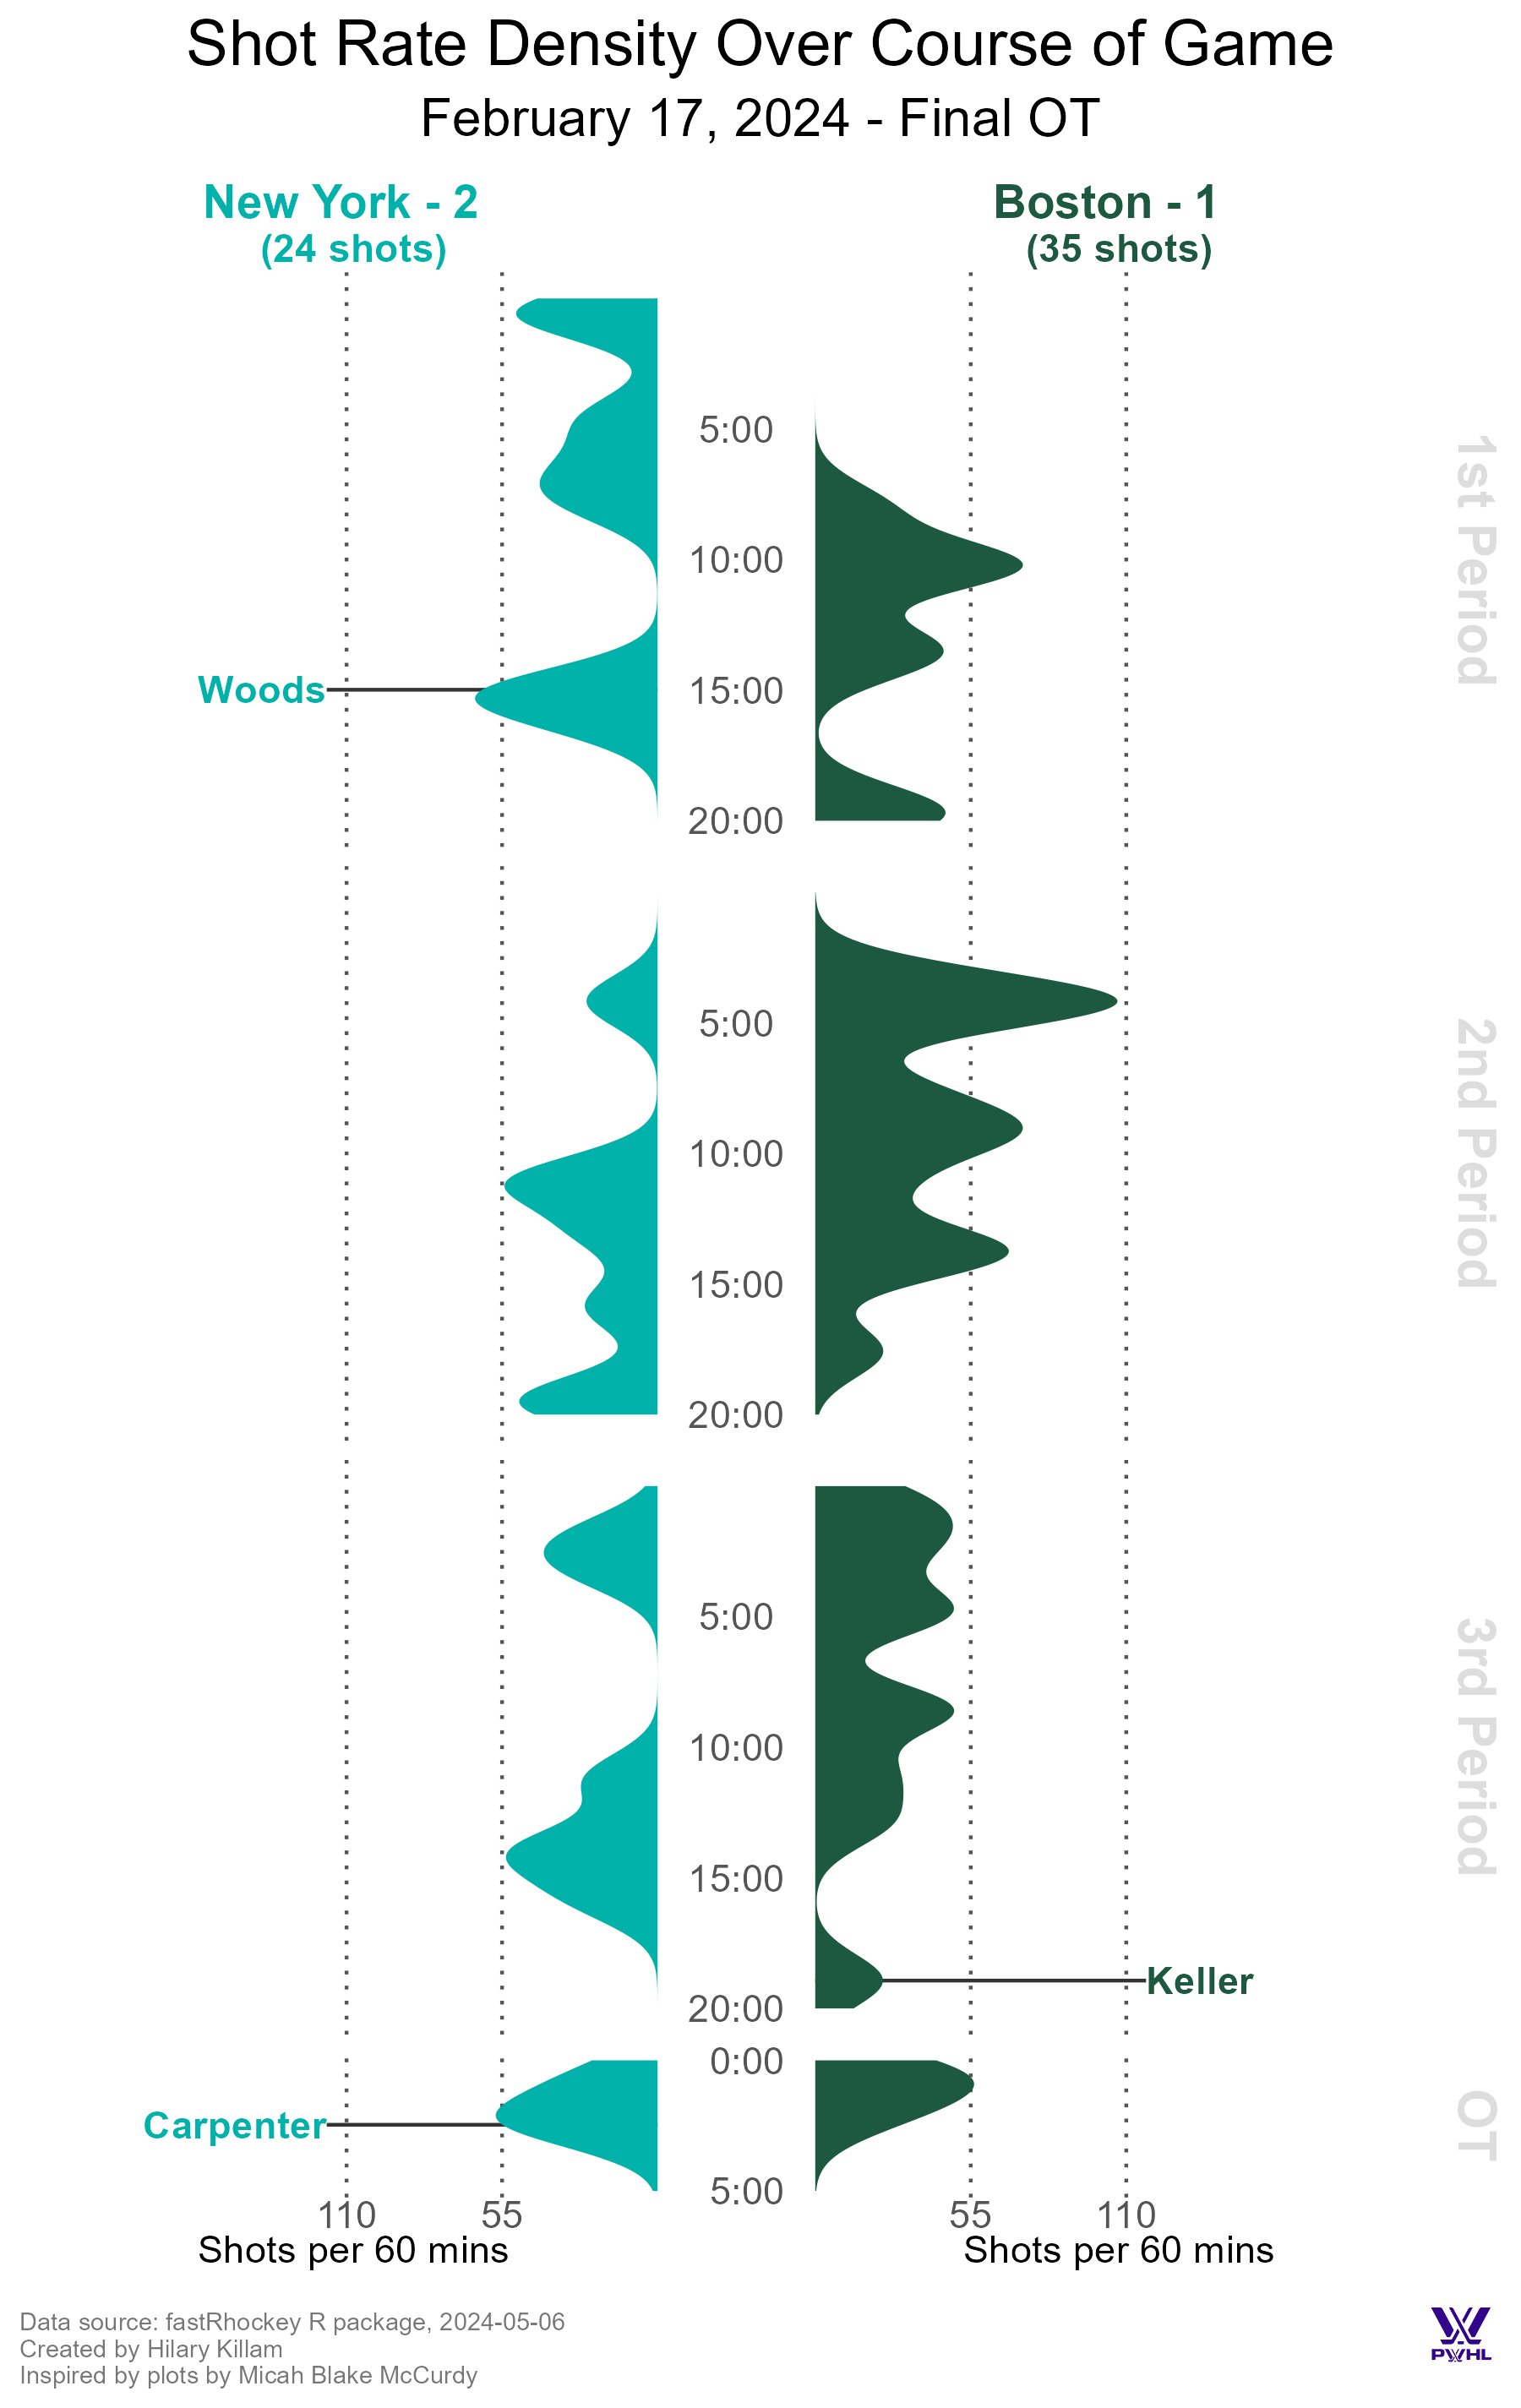 Shot Rate Density Over Course of Game
February 17, 2024 - Final OT
New York - 2
(24 shots)
Boston - 1
(35 shots)
1st Period
5:00
10:00
Woods
15:00
20:00
2nd Period
5:00
10:00
15:00
20:00
3rd Period
5:00
10:00
15:00
Keller
20:00
OT
0:00
Carpenter
5:00
110
55
55
110
Shots per 60 mins
Shots per 60 mins
Data source: fastRhockey R package, 2024-05-06
Created by Hilary Killam
Inspired by plots by Micah Blake McCurdy
PWHL